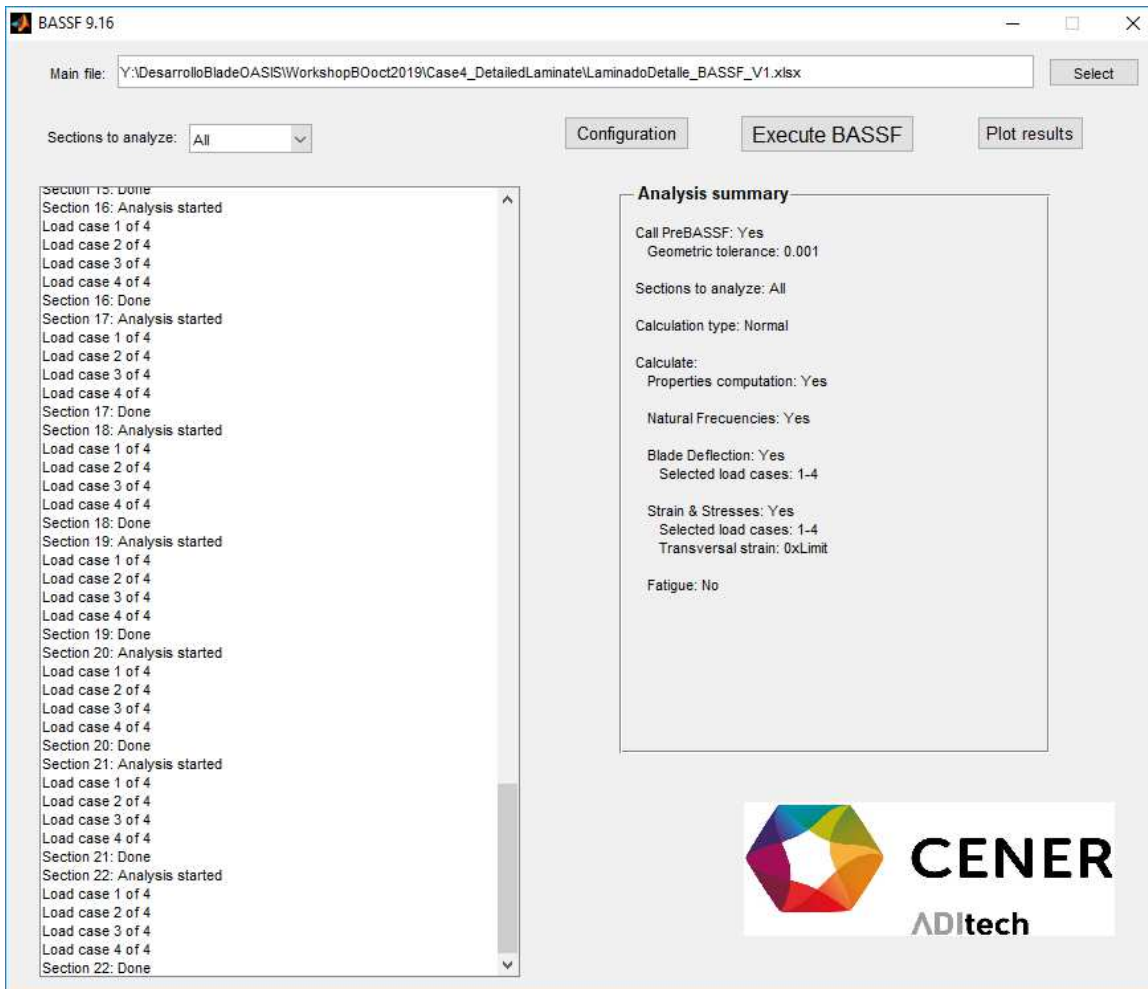 BASSF 9.16
Main file: Y:\DesarrolloBladeOASIS\WorkshopBOoct2019\Case4_DetailedLaminate\LaminadoDetalle_BASSF_V1.xlsx Select
Sections to analyze: All Configuration Execute BASSF Plot results
Section 15: Done
Section 16: Analysis started
Load case 1 of 4
Load case 2 of 4
Load case 3 of 4
Load case 4 of 4
Section 16: Done
Section 17: Analysis started
Load case 1 of 4
Load case 2 of 4
Load case 3 of 4
Load case 4 of 4
Section 17: Done
Section 18: Analysis started
Load case 1 of 4
Load case 2 of 4
Load case 3 of 4
Load case 4 of 4
Section 18: Done
Section 19: Analysis started
Load case 1 of 4
Load case 2 of 4
Load case 3 of 4
Load case 4 of 4
Section 19: Done
Section 20: Analysis started
Load case 1 of 4
Load case 2 of 4
Load case 3 of 4
Load case 4 of 4
Section 20: Done
Section 21: Analysis started
Load case 1 of 4
Load case 2 of 4
Load case 3 of 4
Load case 4 of 4
Section 21: Done
Section 22: Analysis started
Load case 1 of 4
Load case 2 of 4
Load case 3 of 4
Load case 4 of 4
Section 22: Done
Analysis summary
Call PreBASSF: Yes
Geometric tolerance: 0.001
Sections to analyze: All
Calculation type: Normal
Calculate:
Properties computation: Yes
Natural Frecuencies: Yes
Blade Deflection: Yes
Selected load cases: 1-4
Strain & Stresses: Yes
Selected load cases: 1-4
Transversal strain: 0xLimit
Fatigue: No
CENER
ADItech